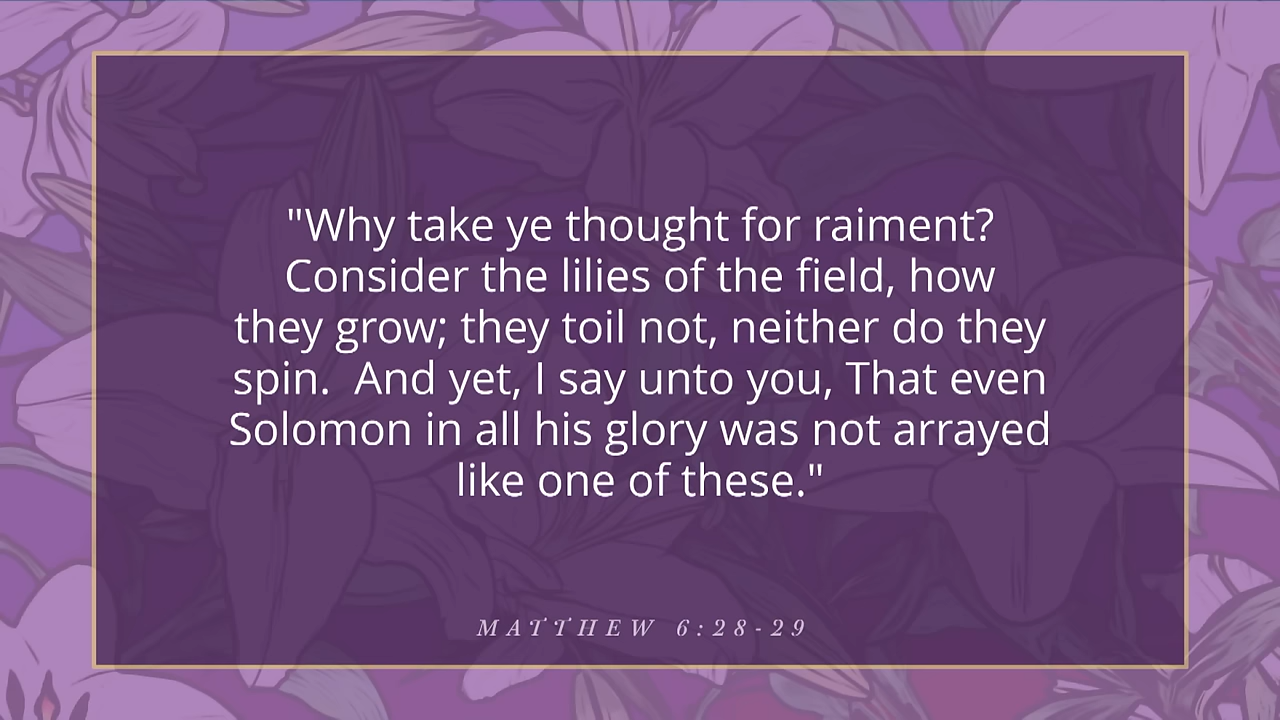 "Why take ye thought for raiment?
Consider the lilies of the field, how
they grow; they toil not, neither do they
spin.  And yet, I say unto you, That even
Solomon in all his glory was not arrayed
like one of these."
MATTHEW 6:28-29